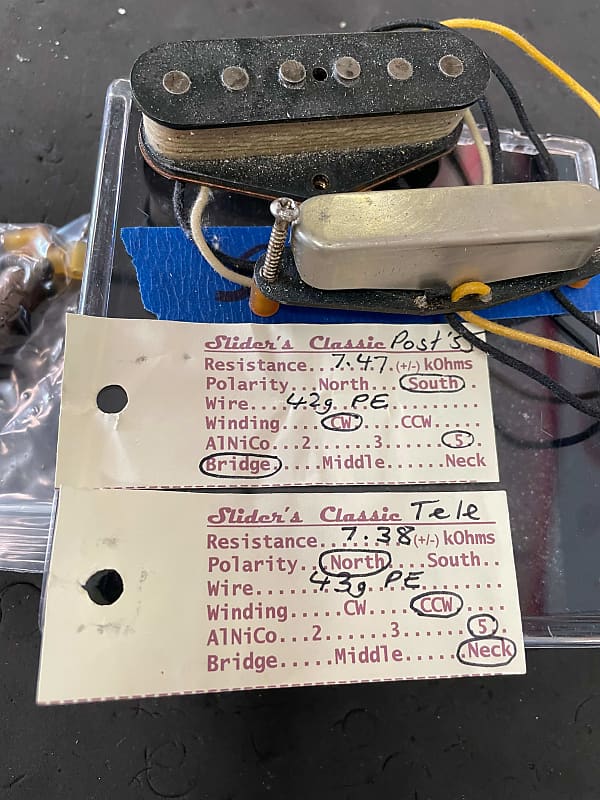 Slider's Classic Post '55
Resistance...7.47.(+/-) kOhms
Polarity...North....South.
Wire....42g PE.........
Winding....CW.....CCW.....
AlNiCo...2......3.......5.
Bridge.....Middle......Neck
Slider's Classic Tele
Resistance...7.38(+/-) kOhms
Polarity..North.....South..
Wire.....43g PE.........
Winding.....CW.....CCW....
AlNiCo...2.......3.......5.
Bridge.....Middle......Neck